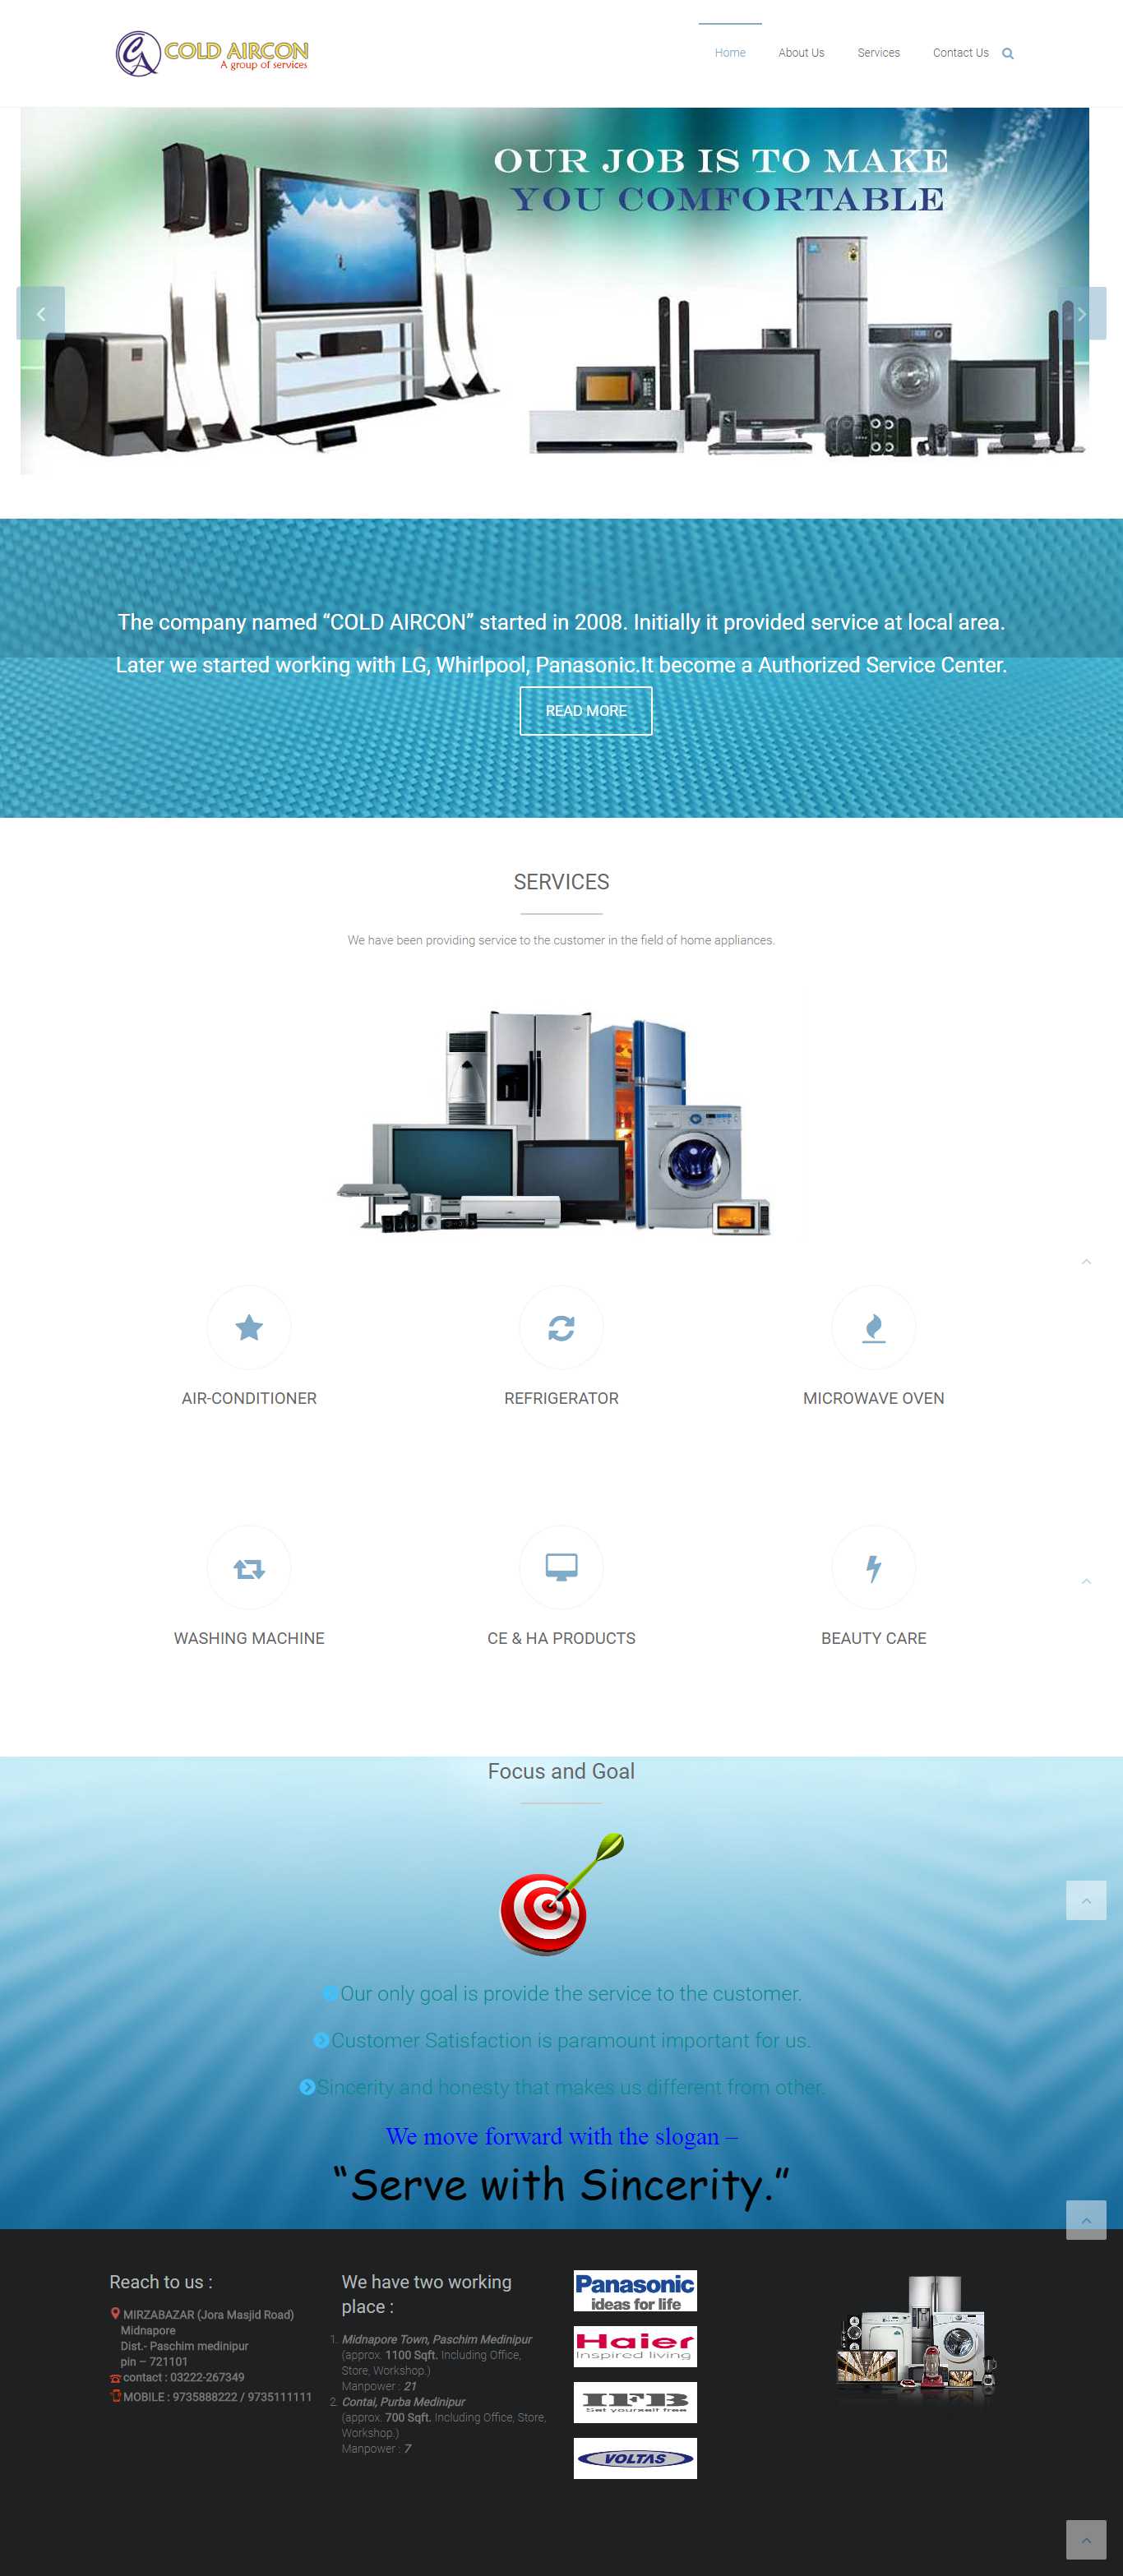 COLD AIRCON
A group of services
Home
About Us
Services
Contact Us
OUR JOB IS TO MAKE
YOU COMFORTABLE
The company named “COLD AIRCON” started in 2008. Initially it provided service at local area.
Later we started working with LG, Whirlpool, Panasonic.It become a Authorized Service Center.
READ MORE
SERVICES
We have been providing service to the customer in the field of home appliances.
AIR-CONDITIONER
REFRIGERATOR
MICROWAVE OVEN
WASHING MACHINE
CE & HA PRODUCTS
BEAUTY CARE
Focus and Goal
Our only goal is provide the service to the customer.
Customer Satisfaction is paramount important for us.
Sincerity and honesty that makes us different from other.
We move forward with the slogan –
“Serve with Sincerity.”
Reach to us :
MIRZABAZAR (Jora Masjid Road)
Midnapore
Dist.- Paschim medinipur
pin – 721101
contact : 03222-267349
MOBILE : 9735888222 / 9735111111
We have two working
place :
1. Midnapore Town, Paschim Medinipur
(approx. 1100 Sqft. Including Office,
Store, Workshop.)
Manpower : 21
2. Contai, Purba Medinipur
(approx. 700 Sqft. Including Office, Store,
Workshop.)
Manpower : 7
Panasonic
ideas for life
Haier
Inspired living
IFB
Set yourself free
VOLTAS